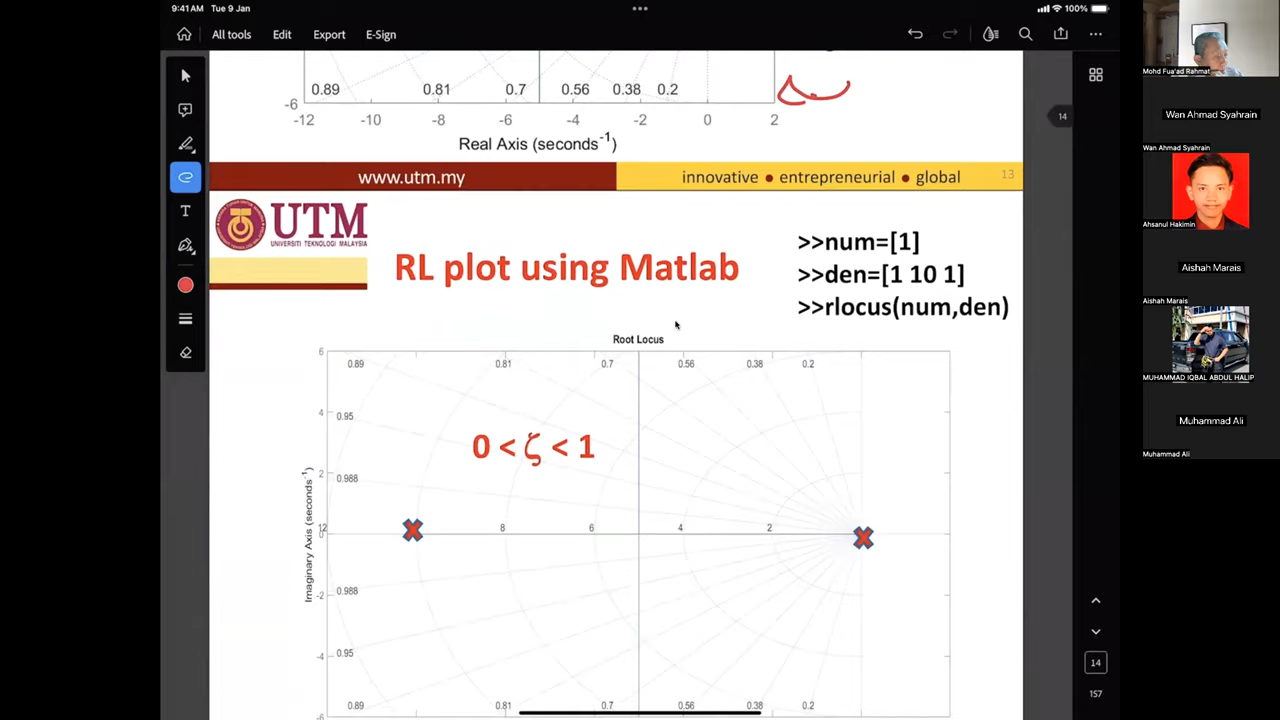 9:41AM Tue 9 Jan
100%
All tools Edit Export E-Sign
0.89 0.81 0.7 0.56 0.38 0.2
-6
-12 -10 -8 -6 -4 -2 0 2
Real Axis (seconds-1)
14
www.utm.my
innovative • entrepreneurial • global
13
UTM
UNIVERSITI TEKNOLOGI MALAYSIA
RL plot using Matlab
>>num=[1]
>>den=[1 10 1]
>>rlocus(num,den)
Root Locus
6
0.89 0.81 0.7 0.56 0.38 0.2
4
0.95
0 < ζ < 1
2
0.988
12 8 6 4 2
0
Imaginary Axis (seconds-1)
-2
0.988
-4
0.95
0.89 0.81 0.7 0.56 0.38 0.2
-6
14
157
Mohd Fua'ad Rahmat
Wan Ahmad Syahrain
Wan Ahmad Syahrain
Ahsanul Hakimin
Aishah Marais
Aishah Marais
MUHAMMAD IQBAL ABDUL HALIP
Muhammad Ali
Muhammad Ali